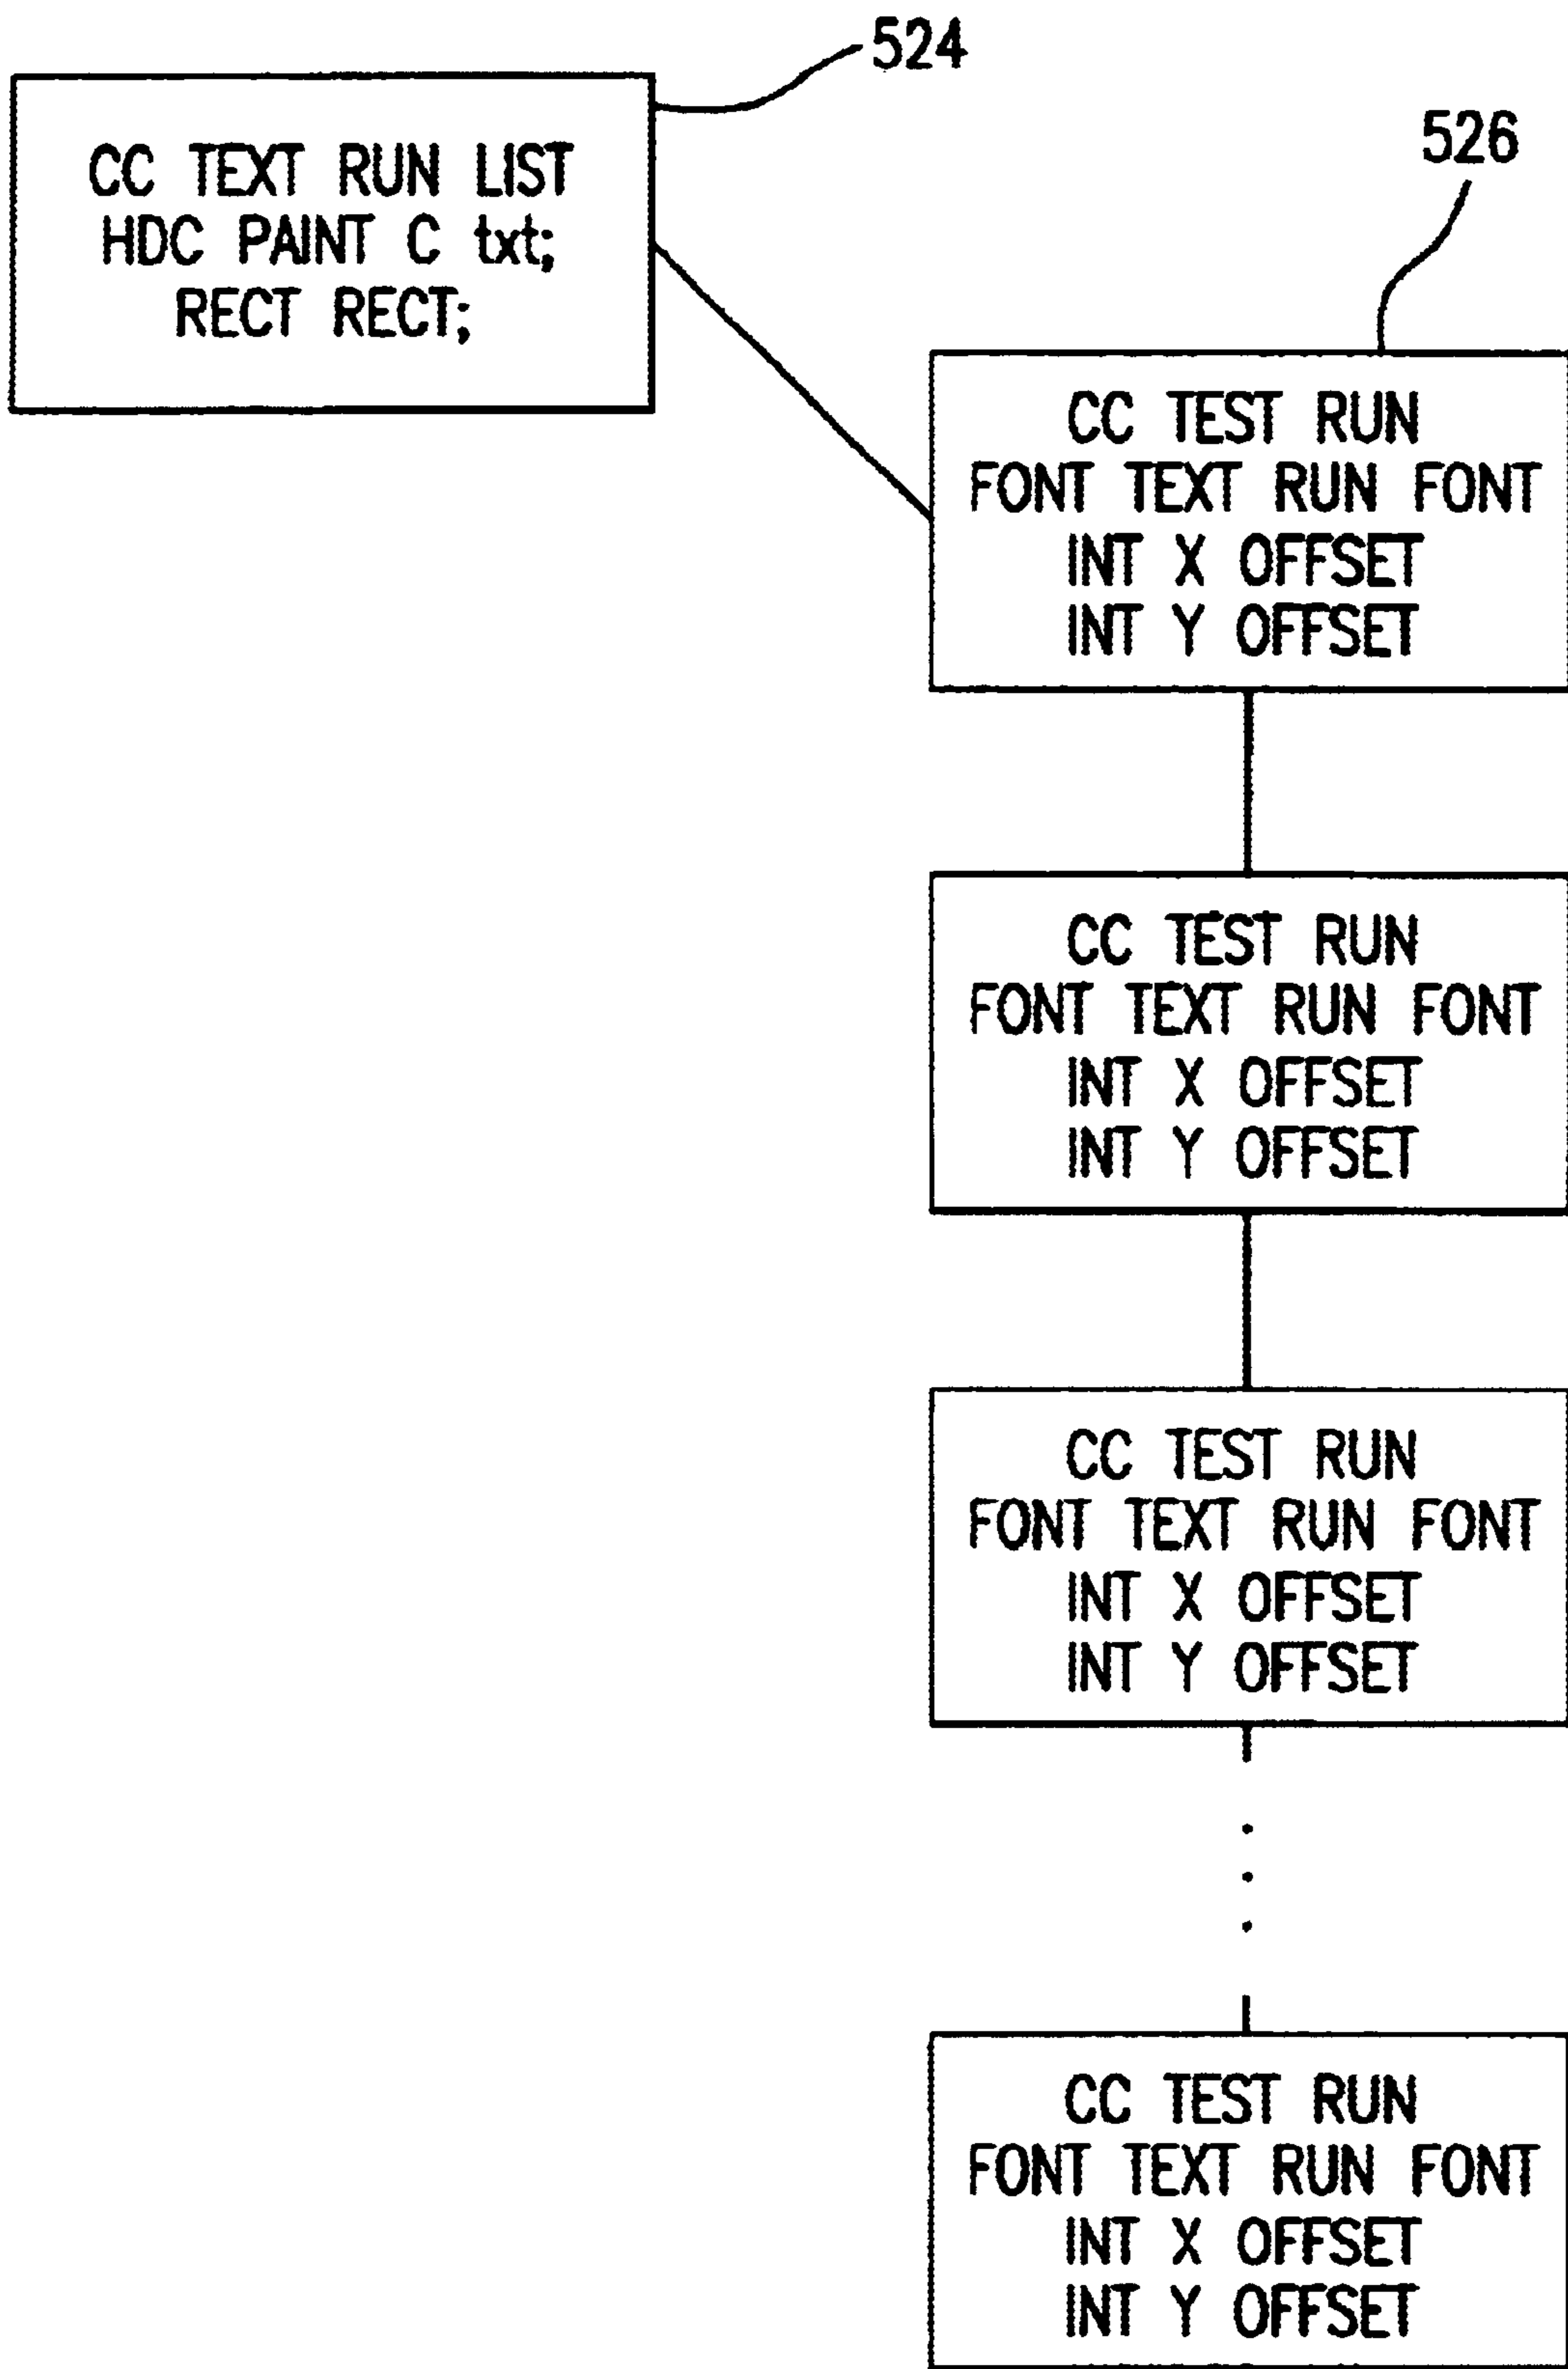 524
CC TEXT RUN LIST
HDC PAINT C txt;
RECT RECT;
526
CC TEST RUN
FONT TEXT RUN FONT
INT X OFFSET
INT Y OFFSET
CC TEST RUN
FONT TEXT RUN FONT
INT X OFFSET
INT Y OFFSET
CC TEST RUN
FONT TEXT RUN FONT
INT X OFFSET
INT Y OFFSET
CC TEST RUN
FONT TEXT RUN FONT
INT X OFFSET
INT Y OFFSET